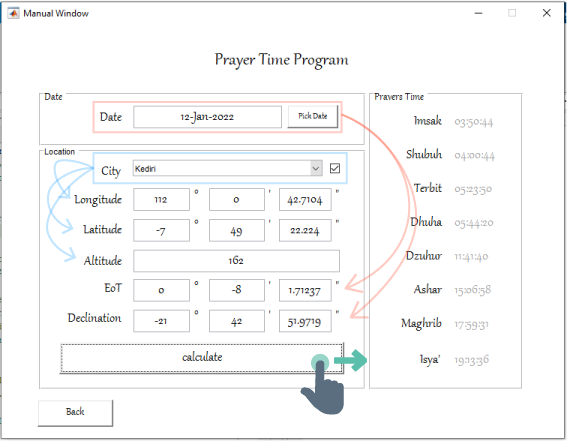 Manual Window
Prayer Time Program
Date
Date 12-Jan-2022 Pick Date
Location
City Kediri
Longitude 112 ° 0 ' 42.7104 "
Latitude -7 ° 49 ' 22.224 "
Altitude 162
EoT 0 ° -8 ' 1.71237 "
Declination -21 ° 42 ' 51.9719 "
calculate
Back
Prayers Time
Imsak 03:50:44
Shubuh 04:00:44
Terbit 05:23:50
Dhuha 05:44:20
Dzuhur 11:41:40
Ashar 15:06:58
Maghrib 17:59:31
Isya' 19:13:36